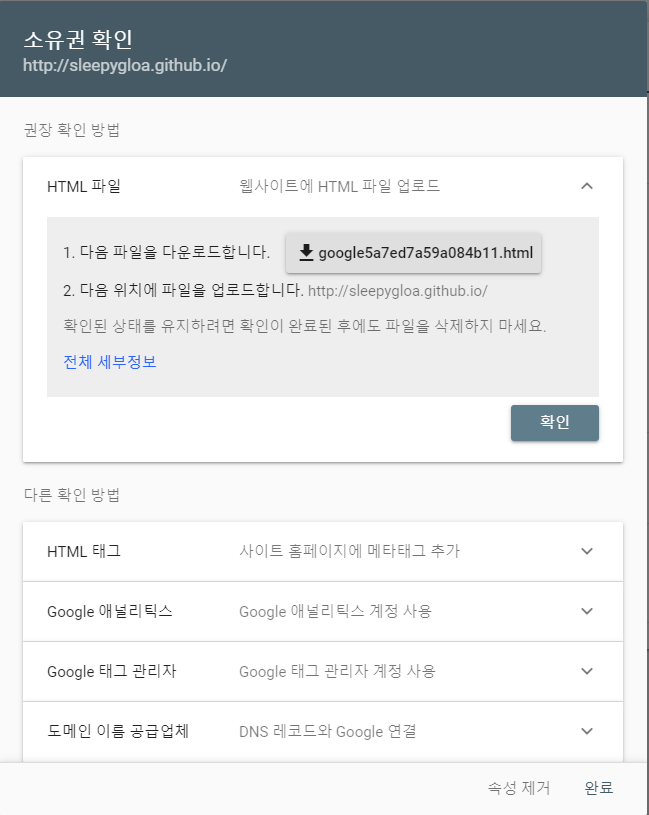 소유권 확인
http://sleepygloa.github.io/
권장 확인 방법
HTML 파일 웹사이트에 HTML 파일 업로드
1. 다음 파일을 다운로드합니다. google5a7ed7a59a084b11.html
2. 다음 위치에 파일을 업로드합니다. http://sleepygloa.github.io/
확인된 상태를 유지하려면 확인이 완료된 후에도 파일을 삭제하지 마세요.
전체 세부정보
확인
다른 확인 방법
HTML 태그 사이트 홈페이지에 메타태그 추가
Google 애널리틱스 Google 애널리틱스 계정 사용
Google 태그 관리자 Google 태그 관리자 계정 사용
도메인 이름 공급업체 DNS 레코드와 Google 연결
속성 제거 완료